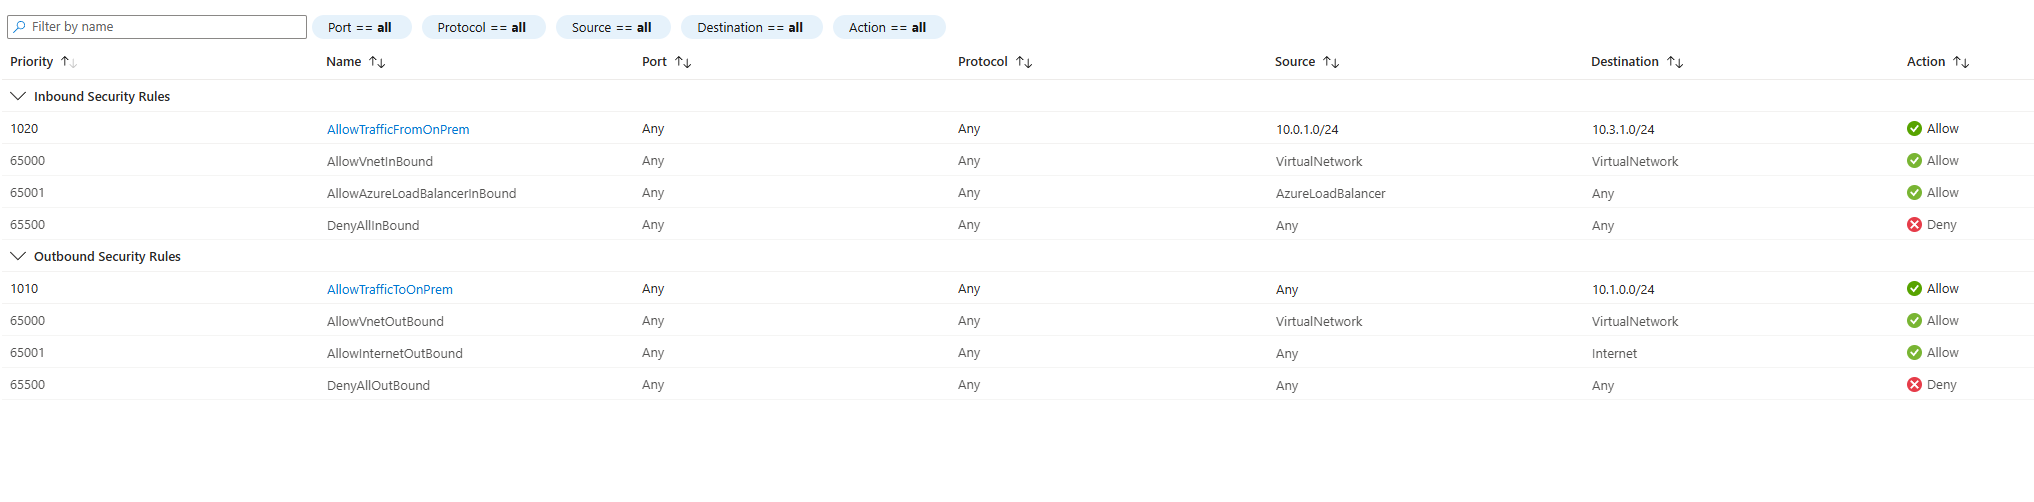 Filter by name Port == all Protocol == all Source == all Destination == all Action == all
Priority Name Port Protocol Source Destination Action
Inbound Security Rules
1020 AllowTrafficFromOnPrem Any Any 10.0.1.0/24 10.3.1.0/24 Allow
65000 AllowVnetInBound Any Any VirtualNetwork VirtualNetwork Allow
65001 AllowAzureLoadBalancerInBound Any Any AzureLoadBalancer Any Allow
65500 DenyAllInBound Any Any Any Any Deny
Outbound Security Rules
1010 AllowTrafficToOnPrem Any Any Any 10.1.0.0/24 Allow
65000 AllowVnetOutBound Any Any VirtualNetwork VirtualNetwork Allow
65001 AllowInternetOutBound Any Any Any Internet Allow
65500 DenyAllOutBound Any Any Any Any Deny